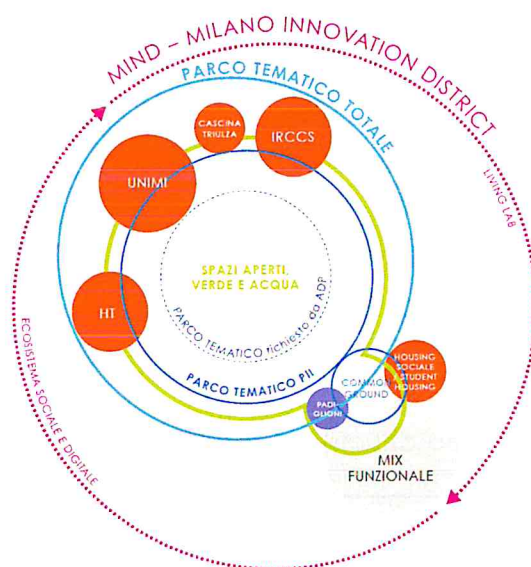 MIND – MILANO INNOVATION DISTRICT
PARCO TEMATICO TOTALE
CASCINA
TRIULZA
IRCCS
UNIMI
LIVING LAB
SPAZI APERTI,
VERDE E ACQUA
HT
PARCO TEMATICO richiesto da ADP
PARCO TEMATICO PII
ECOSISTEMA SOCIALE E DIGITALE
HOUSING
SOCIALE
E STUDENT
HOUSING
COMMON
GROUND
PADI
GLIONI
MIX
FUNZIONALE